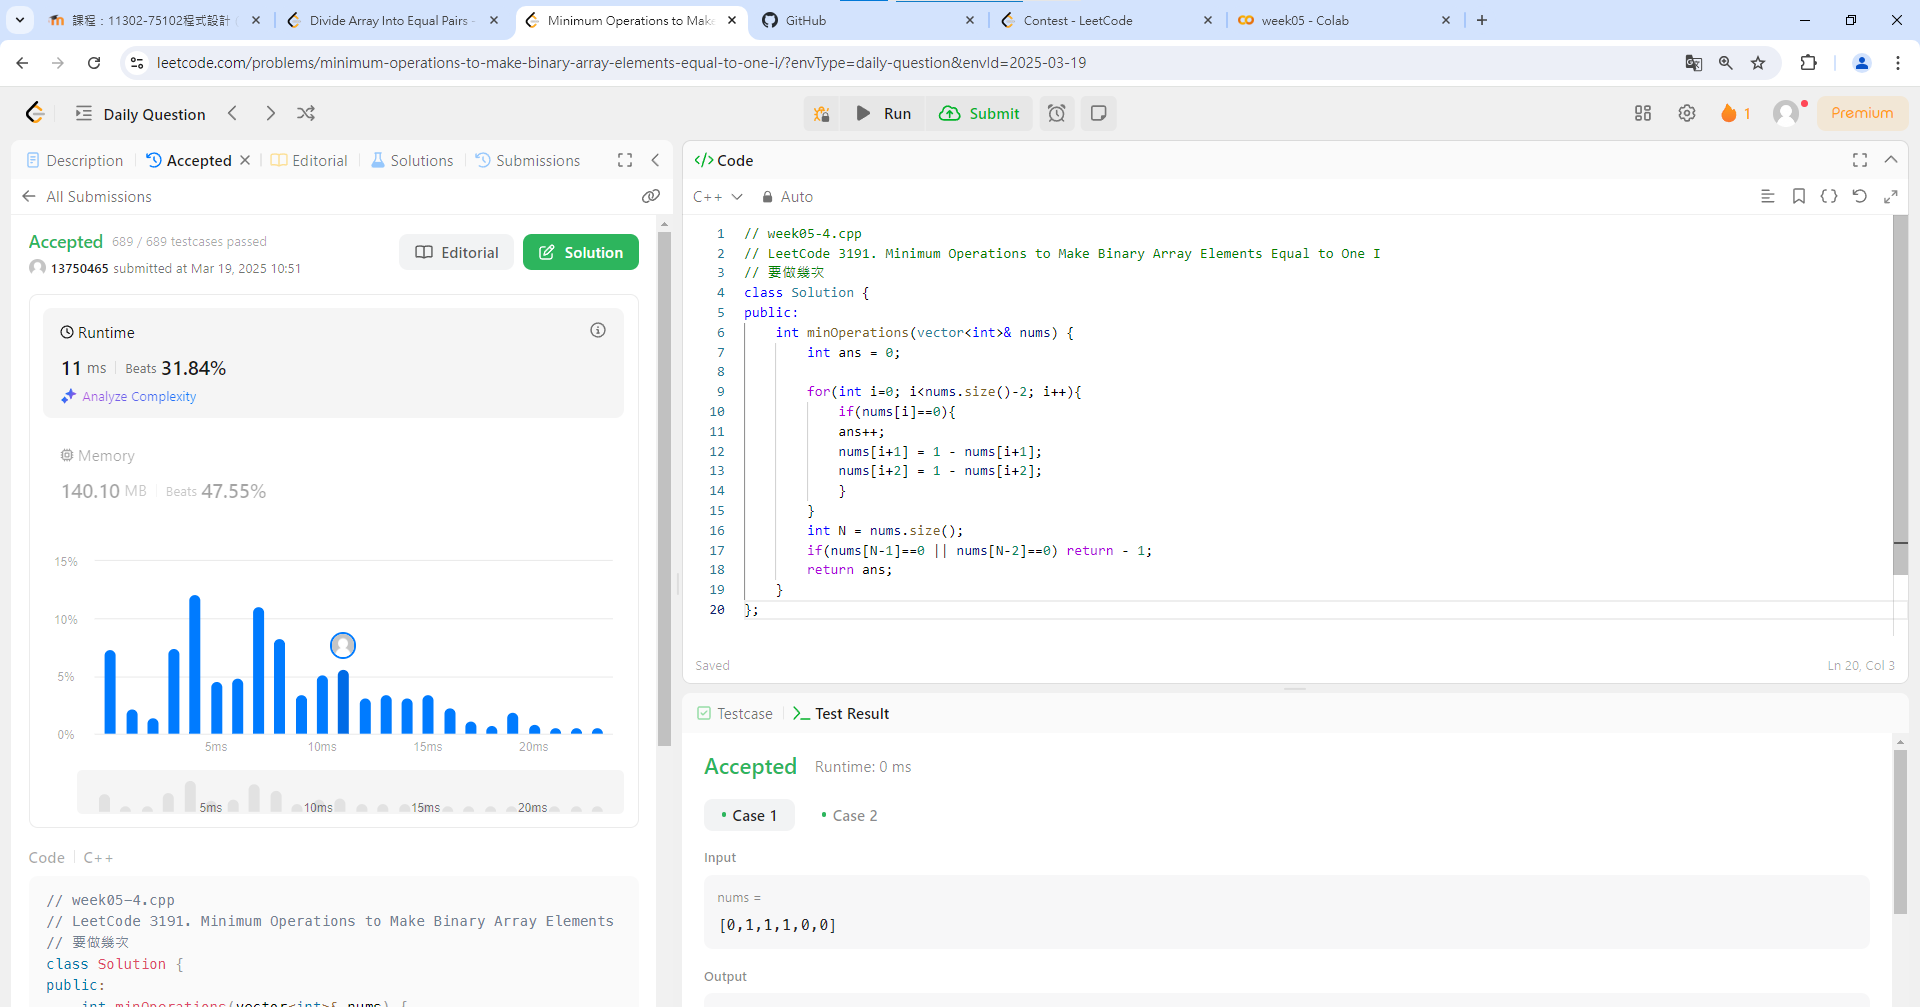 課程：11302-75102程式設計
Divide Array Into Equal Pairs -
Minimum Operations to Make
GitHub
Contest - LeetCode
week05 - Colab
leetcode.com/problems/minimum-operations-to-make-binary-array-elements-equal-to-one-i/?envType=daily-question&envId=2025-03-19
Daily Question
Run
Submit
1
Premium
Description
Accepted
Editorial
Solutions
Submissions
All Submissions
Accepted 689 / 689 testcases passed
13750465 submitted at Mar 19, 2025 10:51
Editorial
Solution
Runtime
11 ms Beats 31.84%
Analyze Complexity
Memory
140.10 MB Beats 47.55%
15%
10%
5%
0%
5ms 10ms 15ms 20ms
5ms 10ms 15ms 20ms
Code C++
// week05-4.cpp
// LeetCode 3191. Minimum Operations to Make Binary Array Elements
// 要做幾次
class Solution {
public:
int minOperations(vector<int>& nums) {
Code
C++ Auto
1 // week05-4.cpp
2 // LeetCode 3191. Minimum Operations to Make Binary Array Elements Equal to One I
3 // 要做幾次
4 class Solution {
5 public:
6 int minOperations(vector<int>& nums) {
7 int ans = 0;
8
9 for(int i=0; i<nums.size()-2; i++){
10 if(nums[i]==0){
11 ans++;
12 nums[i+1] = 1 - nums[i+1];
13 nums[i+2] = 1 - nums[i+2];
14 }
15 }
16 int N = nums.size();
17 if(nums[N-1]==0 || nums[N-2]==0) return - 1;
18 return ans;
19 }
20 };
Saved
Ln 20, Col 3
Testcase
Test Result
Accepted Runtime: 0 ms
Case 1
Case 2
Input
nums =
[0,1,1,1,0,0]
Output